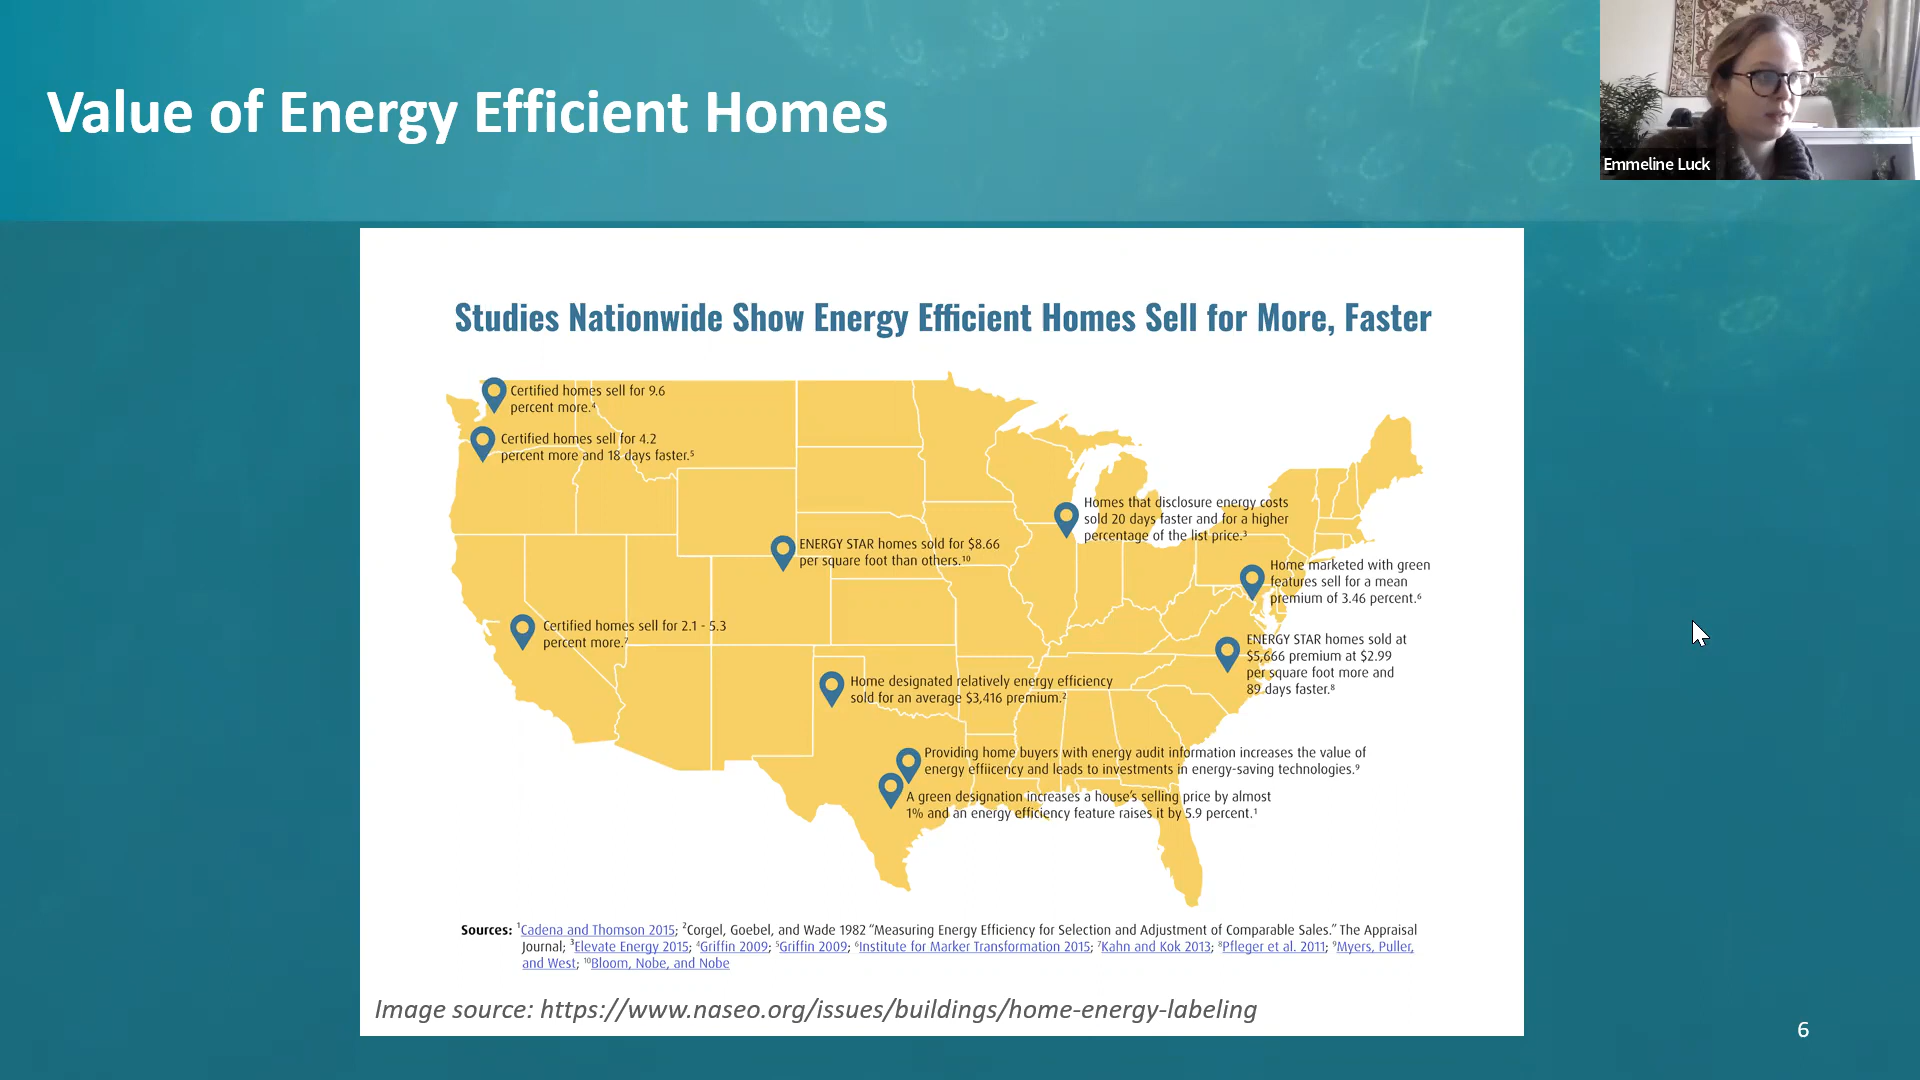 Value of Energy Efficient Homes
Emmeline Luck
Studies Nationwide Show Energy Efficient Homes Sell for More, Faster
Certified homes sell for 9.6
percent more.⁴
Certified homes sell for 4.2
percent more and 18 days faster.⁵
Homes that disclosure energy costs
sold 20 days faster and for a higher
percentage of the list price.³
ENERGY STAR homes sold for $8.66
per square foot than others.¹⁰
Home marketed with green
features sell for a mean
premium of 3.46 percent.⁶
Certified homes sell for 2.1 - 5.3
percent more.⁷
ENERGY STAR homes sold at
$5,666 premium at $2.99
per square foot more and
89 days faster.⁸
Home designated relatively energy efficiency
sold for an average $3,416 premium.²
Providing home buyers with energy audit information increases the value of
energy effiicency and leads to investments in energy-saving technologies.⁹
A green designation increases a house's selling price by almost
1% and an energy efficiency feature raises it by 5.9 percent.¹
Sources: ¹Cadena and Thomson 2015; ²Corgel, Goebel, and Wade 1982 “Measuring Energy Efficiency for Selection and Adjustment of Comparable Sales.” The Appraisal
Journal; ³Elevate Energy 2015; ⁴Griffin 2009; ⁵Griffin 2009; ⁶Institute for Marker Transformation 2015; ⁷Kahn and Kok 2013; ⁸Pfleger et al. 2011; ⁹Myers, Puller,
and West; ¹⁰Bloom, Nobe, and Nobe
Image source: https://www.naseo.org/issues/buildings/home-energy-labeling
6